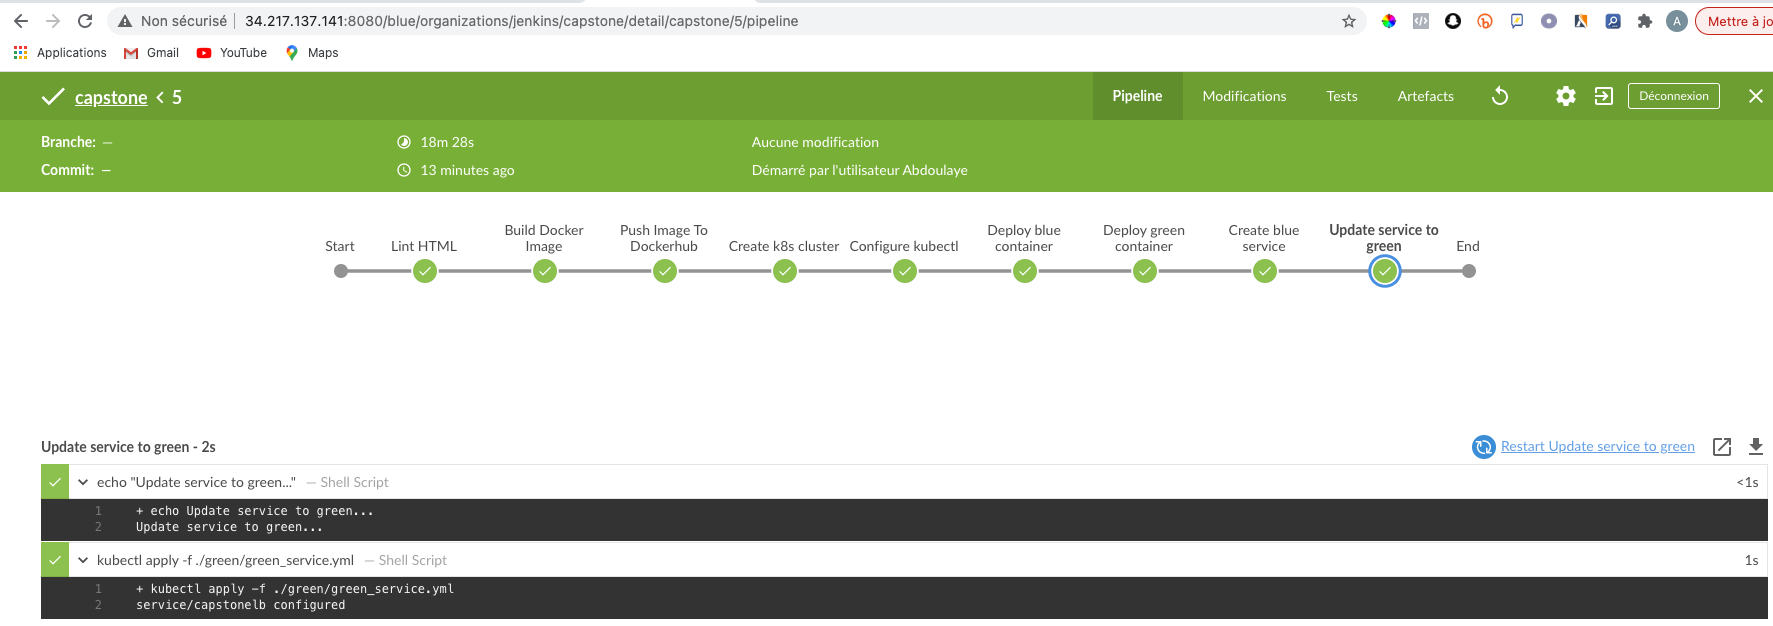 Non sécurisé 34.217.137.141:8080/blue/organizations/jenkins/capstone/detail/capstone/5/pipeline A Mettre à jo
Applications Gmail YouTube Maps
capstone < 5 Pipeline Modifications Tests Artefacts Déconnexion
Branche: — 18m 28s Aucune modification
Commit: — 13 minutes ago Démarré par l'utilisateur Abdoulaye
Start
Lint HTML
Build Docker
Image
Push Image To
Dockerhub
Create k8s cluster
Configure kubectl
Deploy blue
container
Deploy green
container
Create blue
service
Update service to
green
End
Update service to green - 2s Restart Update service to green
echo "Update service to green..." — Shell Script <1s
1 + echo Update service to green...
2 Update service to green...
kubectl apply -f ./green/green_service.yml — Shell Script 1s
1 + kubectl apply -f ./green/green_service.yml
2 service/capstonelb configured